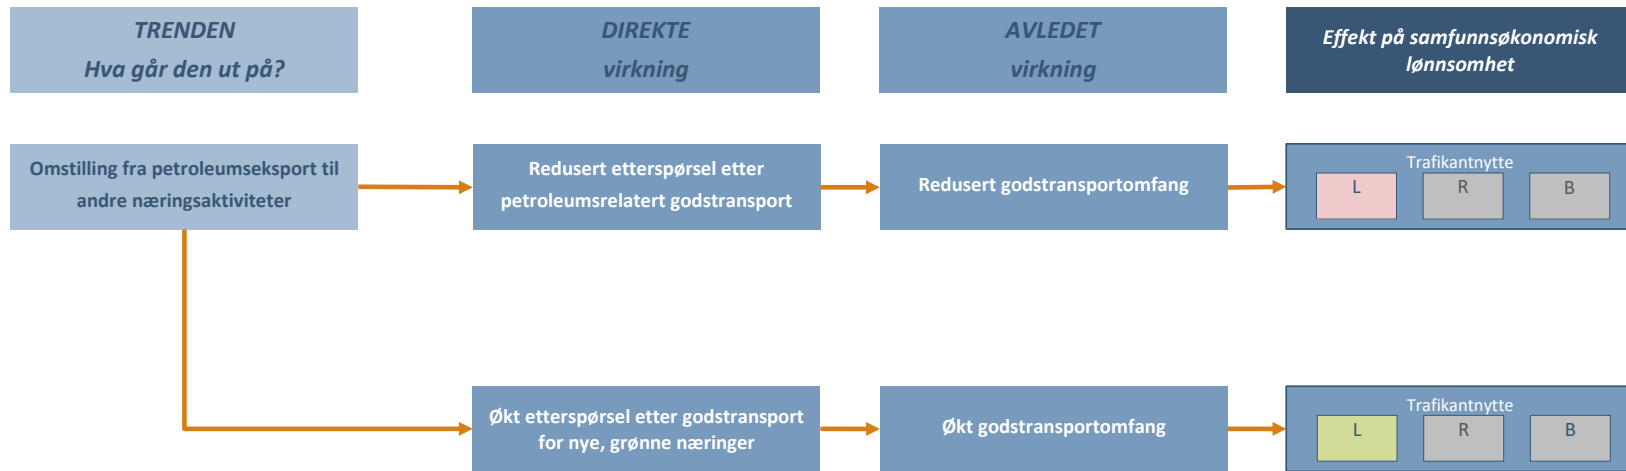 TRENDEN
Hva går den ut på?
DIREKTE
virkning
AVLEDET
virkning
Effekt på samfunnsøkonomisk
lønnsomhet
Omstilling fra petroleumseksport til
andre næringsaktiviteter
Redusert etterspørsel etter
petroleumsrelatert godstransport
Redusert godstransportomfang
Trafikantnytte
L
R
B
Økt etterspørsel etter godstransport
for nye, grønne næringer
Økt godstransportomfang
Trafikantnytte
L
R
B